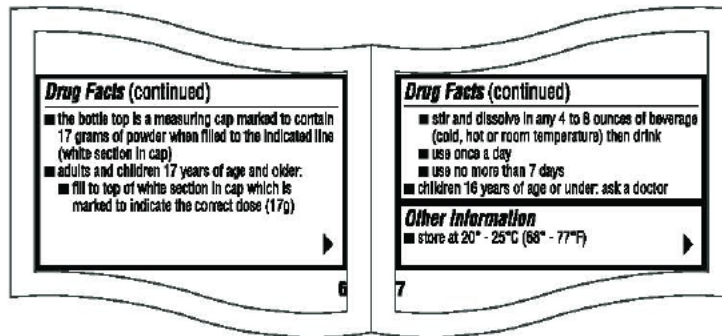 Drug Facts (continued)
■ the bottle top is a measuring cap marked to contain
17 grams of powder when filled to the indicated line
(white section in cap)
■ adults and children 17 years of age and older:
■ fill to top of white section in cap which is
marked to indicate the correct dose (17g)
6
Drug Facts (continued)
■ stir and dissolve in any 4 to 8 ounces of beverage
(cold, hot or room temperature) then drink
■ use once a day
■ use no more than 7 days
■ children 16 years of age or under: ask a doctor
Other Information
■ store at 20° - 25°C (68° - 77°F)
7